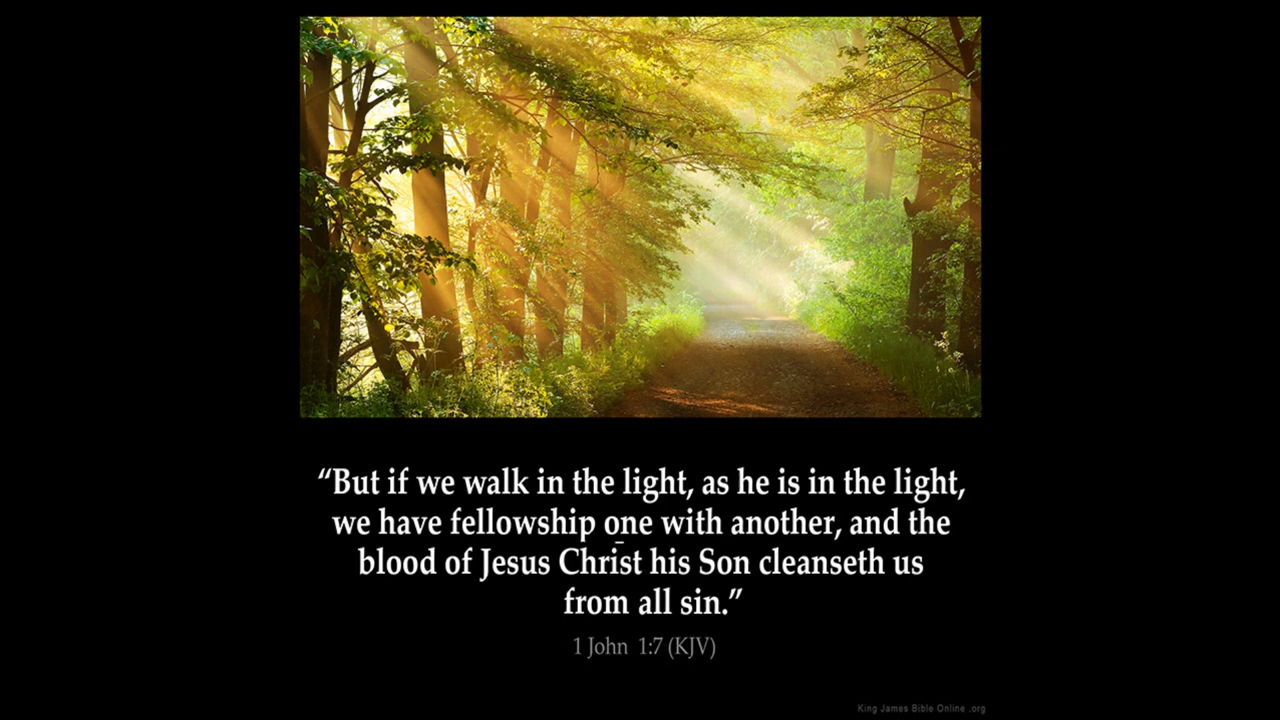 “But if we walk in the light, as he is in the light,
we have fellowship one with another, and the
blood of Jesus Christ his Son cleanseth us
from all sin.”
1 John 1:7 (KJV)
King James Bible Online .org